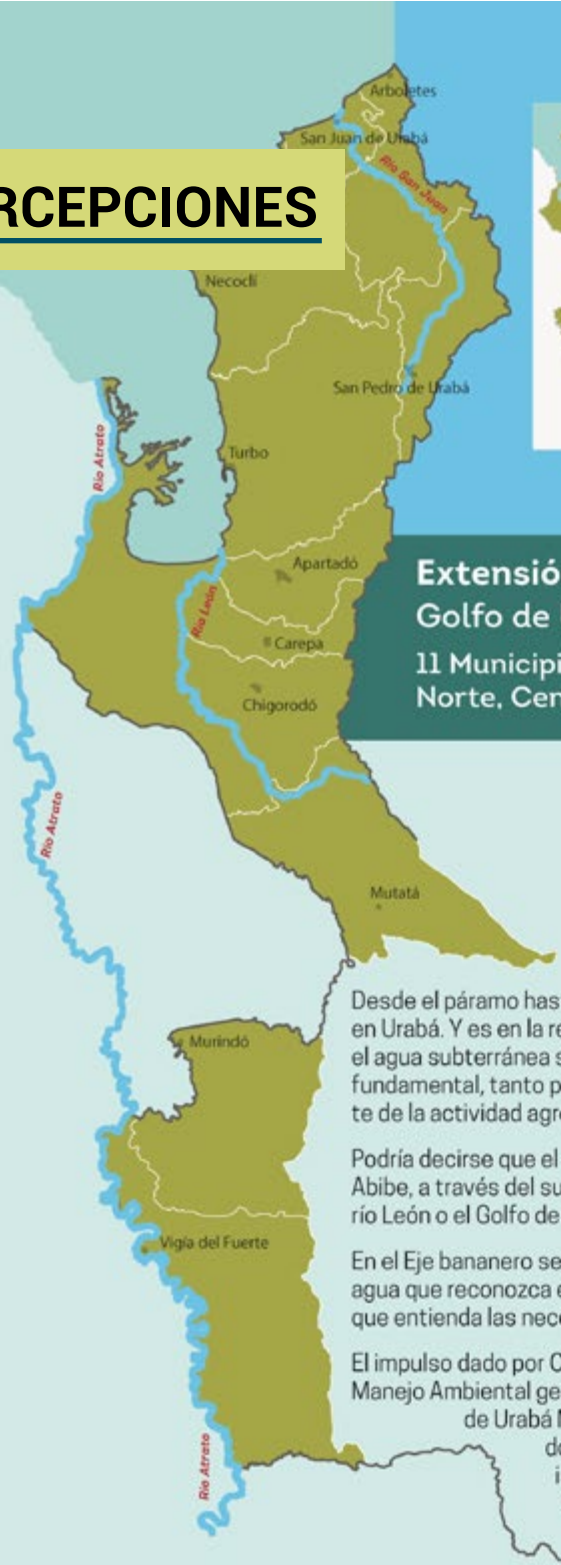 Arboletes
San Juan de Urabá
Río San Juan
RCEPCIONES
Necoclí
San Pedro de Urabá
Río Atrato
Turbo
Apartadó
Río León
Carepa
Chigorodó
Extensió
Golfo de
11 Municipi
Norte, Cen
Río Atrato
Mutatá
Murindó
Desde el páramo has
en Urabá. Y es en la re
el agua subterránea s
fundamental, tanto p
te de la actividad agr
Podría decirse que el
Abibe, a través del su
río León o el Golfo de
Vigía del Fuerte
En el Eje bananero se
agua que reconozca e
que entienda las nece
El impulso dado por C
Manejo Ambiental ge
de Urabá
do
i
Río Atrato